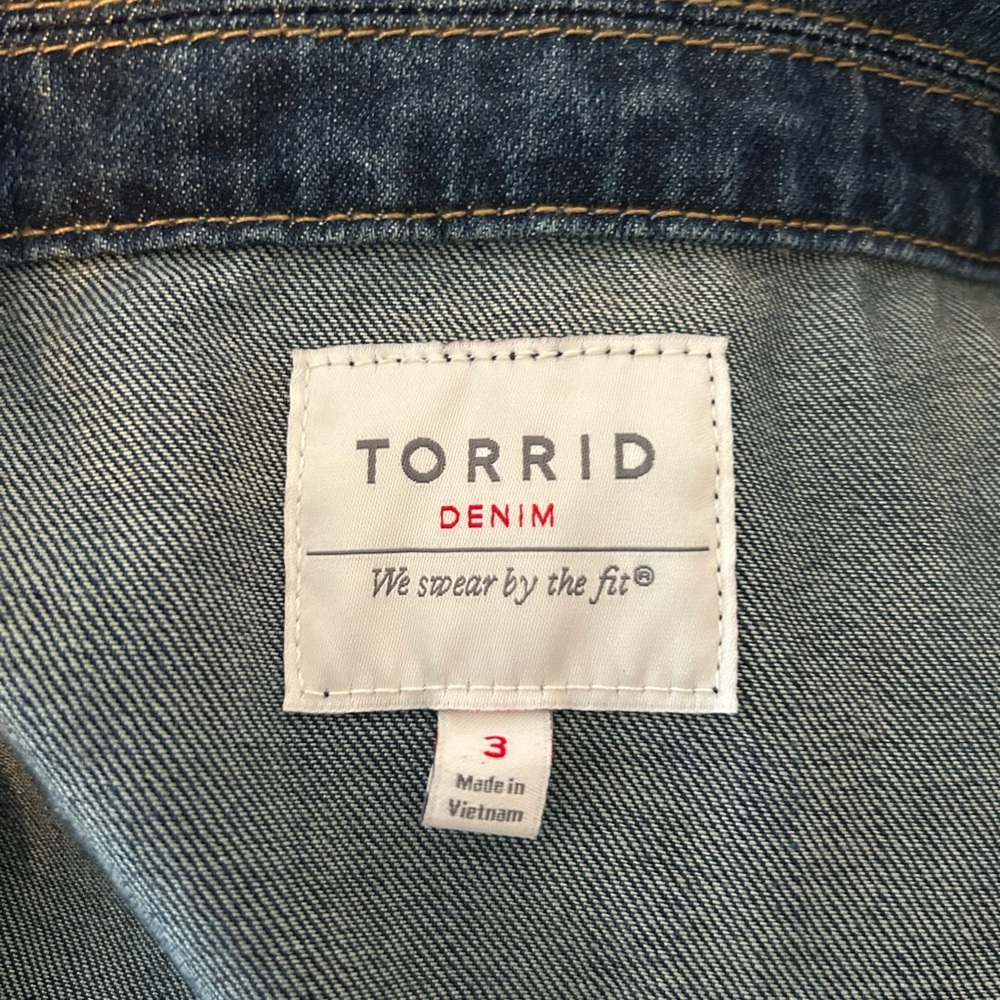 TORRID
DENIM
We swear by the fit®
3
Made in
Vietnam